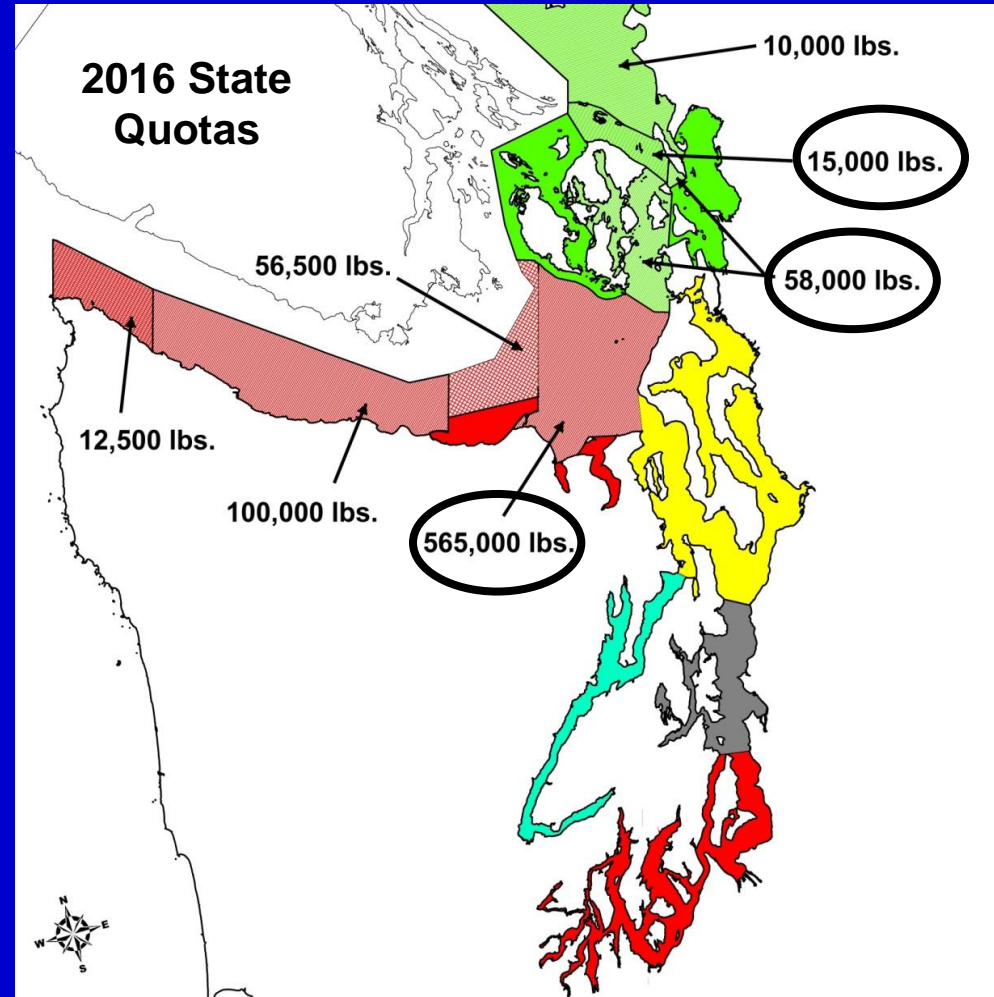 2016 State
Quotas
10,000 lbs.
15,000 lbs.
58,000 lbs.
56,500 lbs.
12,500 lbs.
100,000 lbs.
565,000 lbs.
N
W E
S